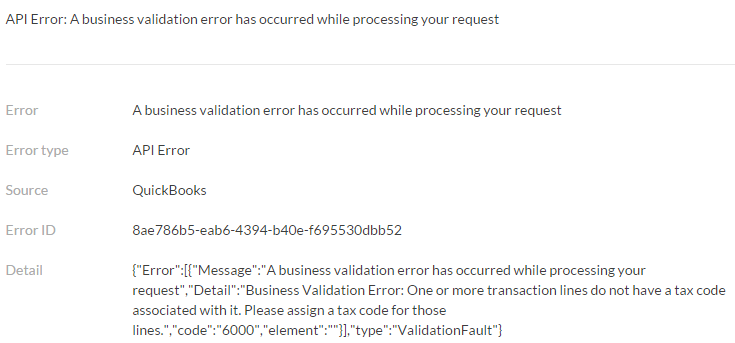 API Error: A business validation error has occurred while processing your request
Error A business validation error has occurred while processing your request
Error type API Error
Source QuickBooks
Error ID 8ae786b5-eab6-4394-b40e-f695530dbb52
Detail {"Error":[{"Message":"A business validation error has occurred while processing your
request","Detail":"Business Validation Error: One or more transaction lines do not have a tax code
associated with it. Please assign a tax code for those
lines.","code":"6000","element":""}],"type":"ValidationFault"}